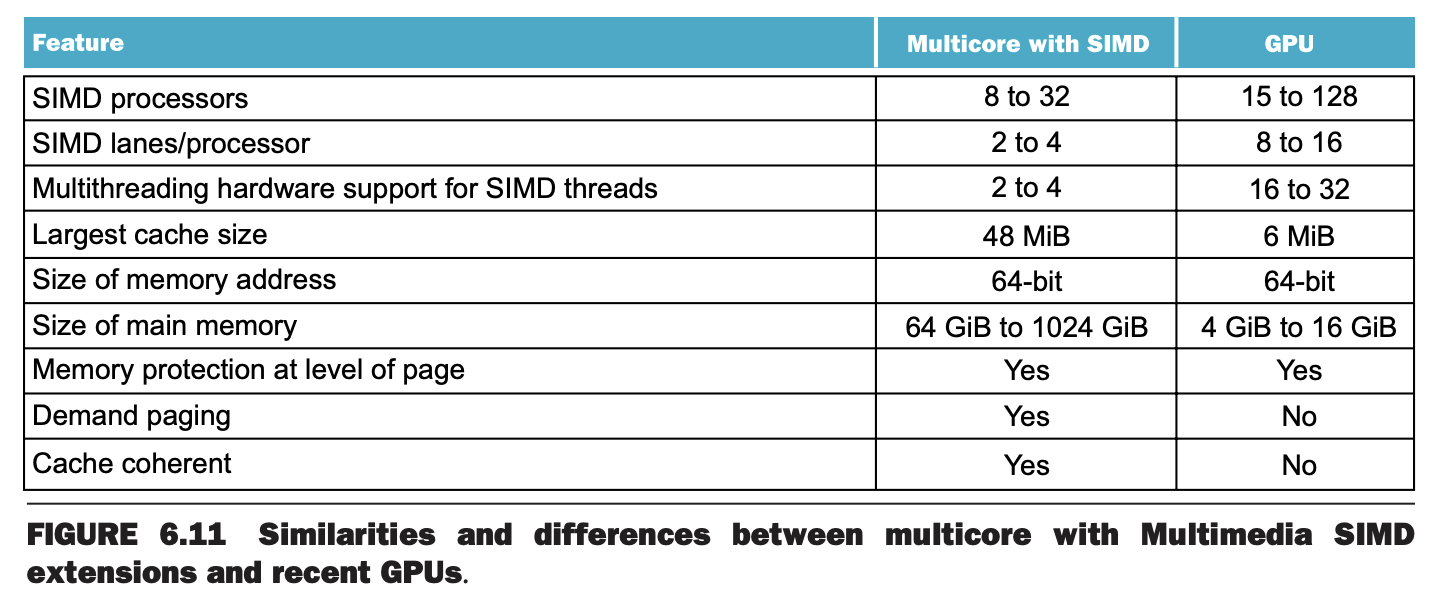 Feature Multicore with SIMD GPU
SIMD processors 8 to 32 15 to 128
SIMD lanes/processor 2 to 4 8 to 16
Multithreading hardware support for SIMD threads 2 to 4 16 to 32
Largest cache size 48 MiB 6 MiB
Size of memory address 64-bit 64-bit
Size of main memory 64 GiB to 1024 GiB 4 GiB to 16 GiB
Memory protection at level of page Yes Yes
Demand paging Yes No
Cache coherent Yes No
FIGURE 6.11 Similarities and differences between multicore with Multimedia SIMD
extensions and recent GPUs.